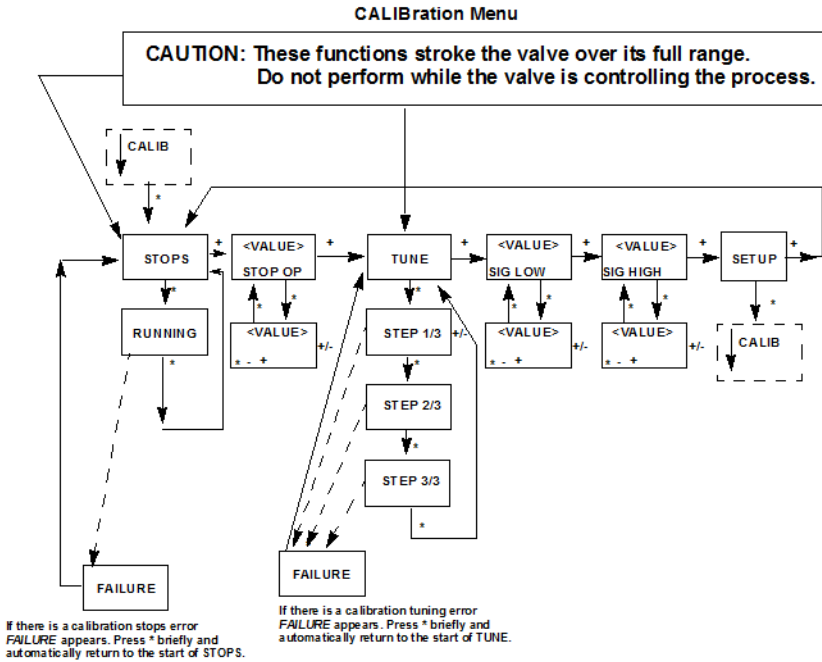 CALIBration Menu
CAUTION: These functions stroke the valve over its full range.
Do not perform while the valve is controlling the process.
CALIB
*
STOPS
+
<VALUE>
STOP OP
+
TUNE
+
<VALUE>
SIG LOW
+
<VALUE>
SIG HIGH
+
SETUP
+
*
* *
*
* *
* *
*
RUNNING
<VALUE>
* - +
+/-
STEP 1/3
+/-
<VALUE>
* - +
+/-
<VALUE>
* - +
+/-
CALIB
*
*
STEP 2/3
*
STEP 3/3
*
FAILURE
FAILURE
If there is a calibration stops error
FAILURE appears. Press * briefly and
automatically return to the start of STOPS.
If there is a calibration tuning error
FAILURE appears. Press * briefly and
automatically return to the start of TUNE.